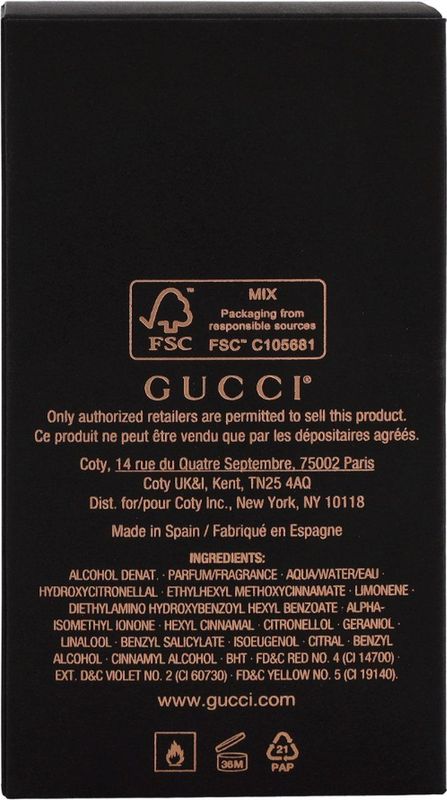 MIX
Packaging from
responsible sources
FSC™ C105681
™
FSC
GUCCI®
Only authorized retailers are permitted to sell this product.
Ce produit ne peut être vendu que par les dépositaires agréés.
Coty, 14 rue du Quatre Septembre, 75002 Paris
Coty UK&I, Kent, TN25 4AQ
Dist. for/pour Coty Inc., New York, NY 10118
Made in Spain / Fabriqué en Espagne
INGREDIENTS:
ALCOHOL DENAT. · PARFUM/FRAGRANCE · AQUA/WATER/EAU ·
HYDROXYCITRONELLAL · ETHYLHEXYL METHOXYCINNAMATE · LIMONENE ·
DIETHYLAMINO HYDROXYBENZOYL HEXYL BENZOATE · ALPHA-
ISOMETHYL IONONE · HEXYL CINNAMAL · CITRONELLOL · GERANIOL ·
LINALOOL · BENZYL SALICYLATE · ISOEUGENOL · CITRAL · BENZYL
ALCOHOL · CINNAMYL ALCOHOL · BHT · FD&C RED NO. 4 (CI 14700) ·
EXT. D&C VIOLET NO. 2 (CI 60730) · FD&C YELLOW NO. 5 (CI 19140).
www.gucci.com
36M
21
PAP